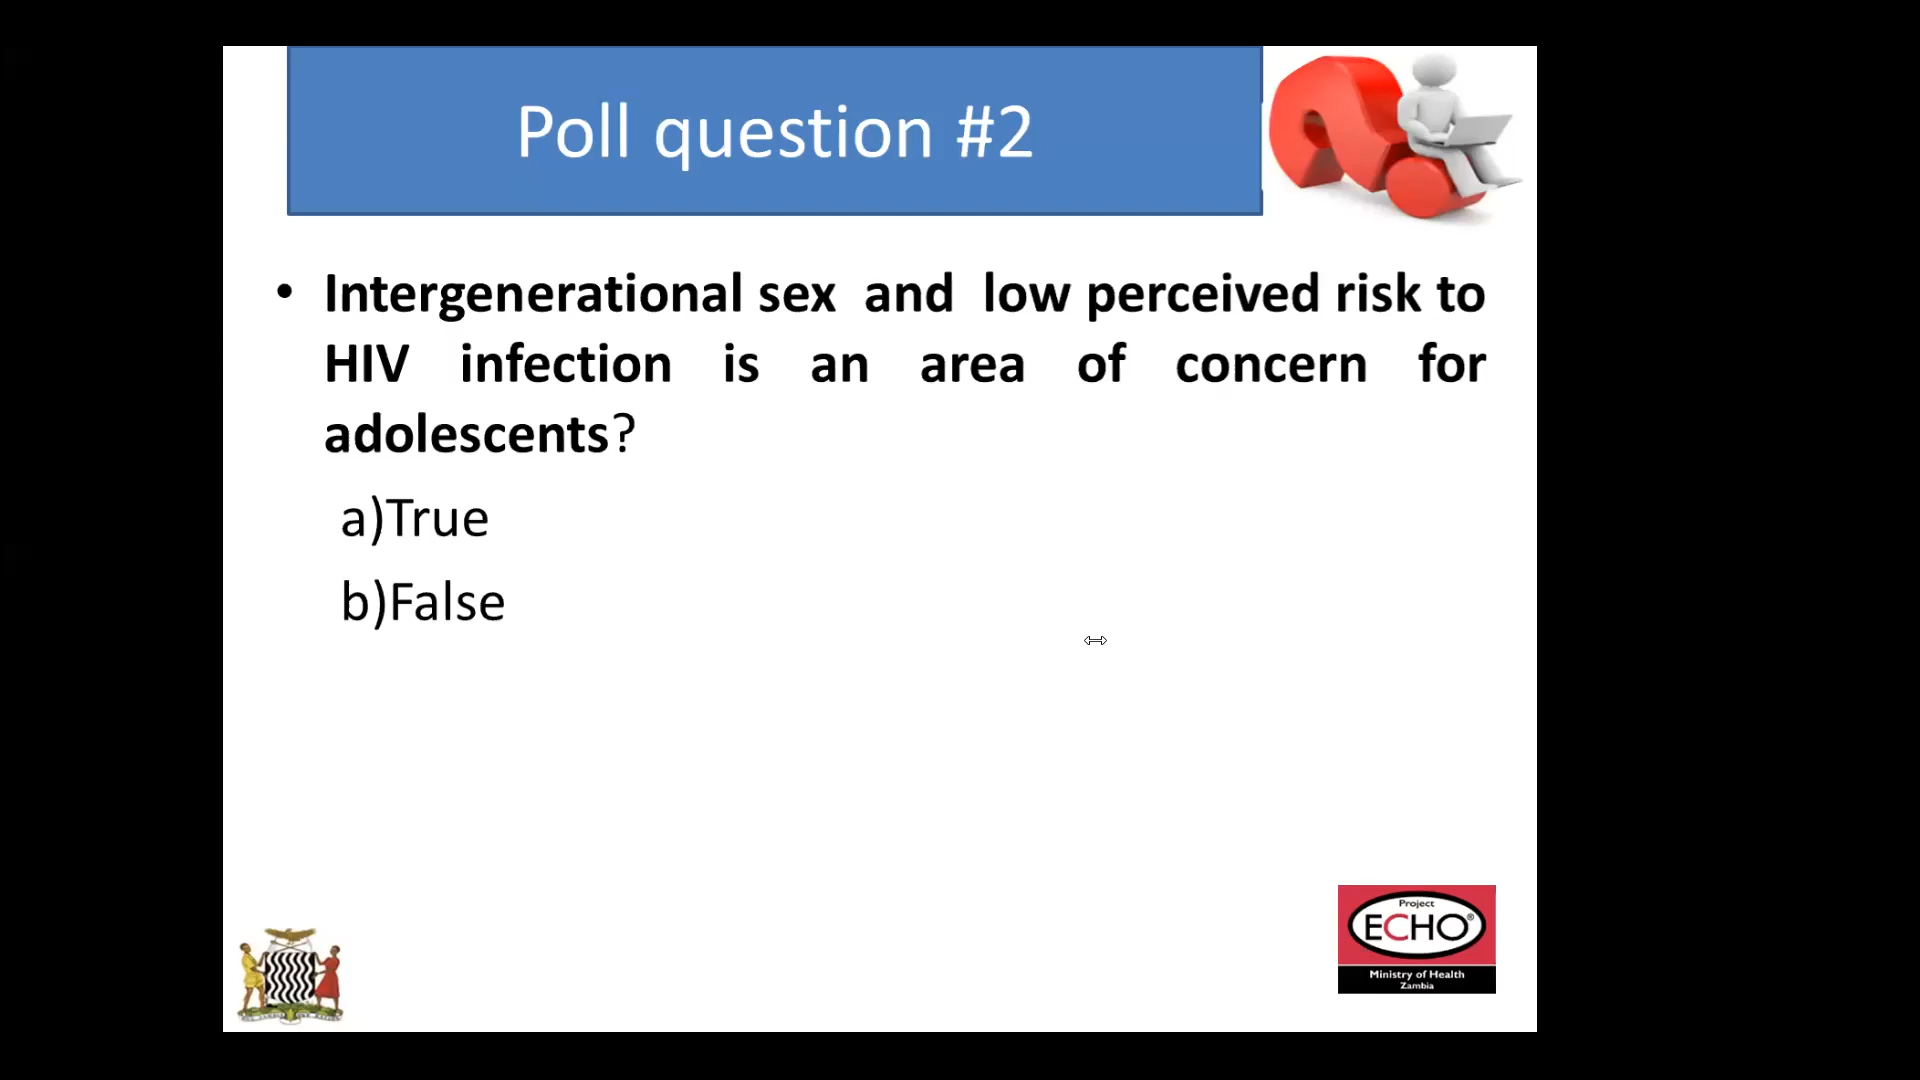 Poll question #2
• Intergenerational sex and low perceived risk to
HIV infection is an area of concern for
adolescents?
a)True
b)False
Project
ECHO®
Ministry of Health
Zambia